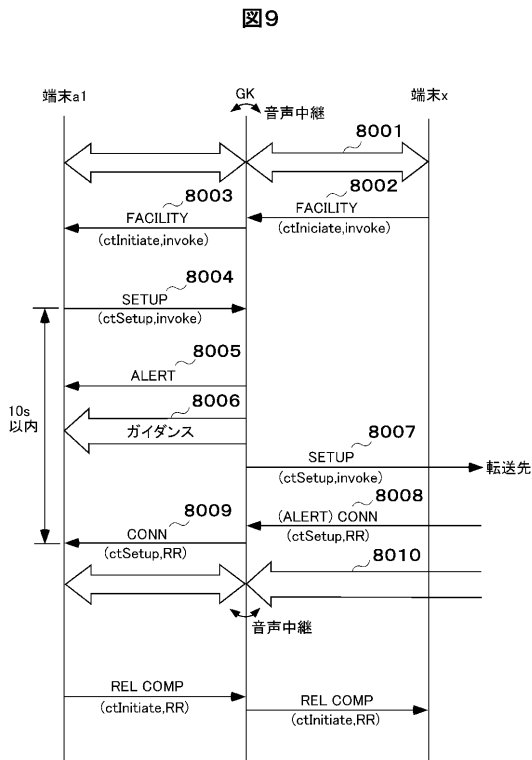 図9
端末a1
GK
端末x
音声中継
8001
8002
8003
FACILITY
(ctIniciate,invoke)
FACILITY
(ctInitiate,invoke)
8004
SETUP
(ctSetup,invoke)
8005
ALERT
8006
ガイダンス
10s
以内
8007
SETUP
(ctSetup,invoke)
転送先
8008
(ALERT) CONN
(ctSetup,RR)
8009
CONN
(ctSetup,RR)
8010
音声中継
REL COMP
(ctInitiate,RR)
REL COMP
(ctInitiate,RR)